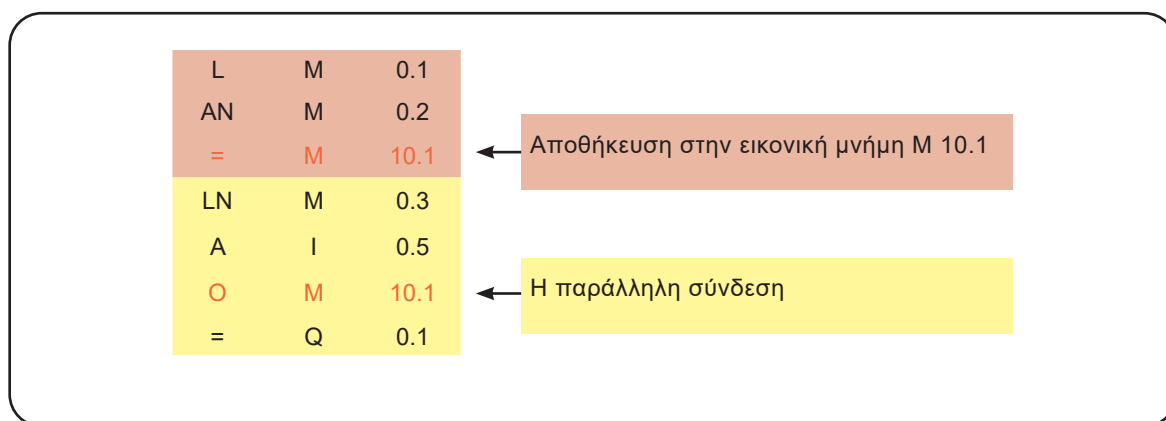 L M 0.1
AN M 0.2
= M 10.1
Αποθήκευση στην εικονική μνήμη M 10.1
LN M 0.3
A I 0.5
O M 10.1
Η παράλληλη σύνδεση
= Q 0.1